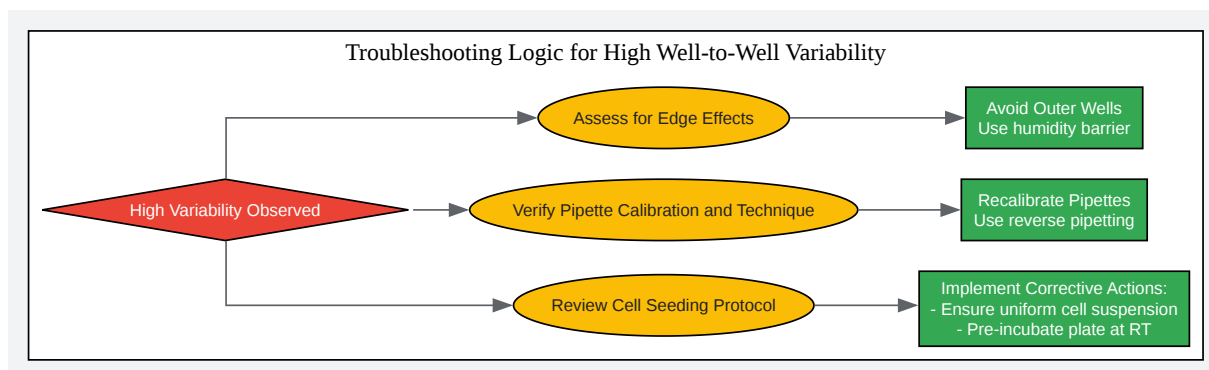 Troubleshooting Logic for High Well-to-Well Variability
Assess for Edge Effects
Avoid Outer Wells
Use humidity barrier
High Variability Observed
Verify Pipette Calibration and Technique
Recalibrate Pipettes
Use reverse pipetting
Review Cell Seeding Protocol
Implement Corrective Actions:
- Ensure uniform cell suspension
- Pre-incubate plate at RT